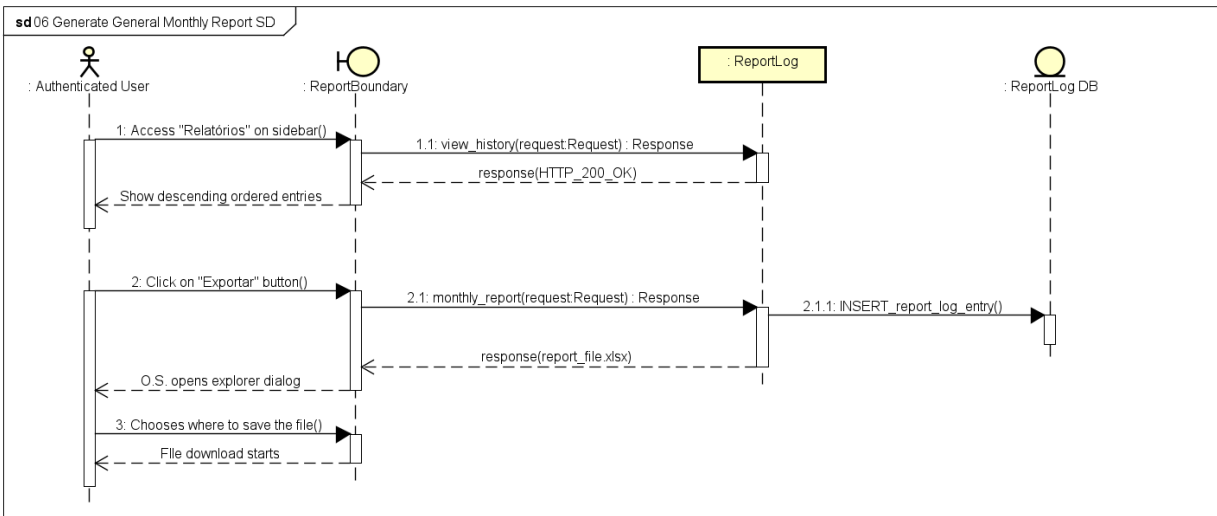 sd 06 Generate General Monthly Report SD
: Authenticated User
: ReportBoundary
: ReportLog
: ReportLog DB
1: Access "Relatórios" on sidebar()
1.1: view_history(request:Request) : Response
response(HTTP_200_OK)
Show descending ordered entries
2: Click on "Exportar" button()
2.1: monthly_report(request:Request) : Response
2.1.1: INSERT_report_log_entry()
response(report_file.xlsx)
O.S. opens explorer dialog
3: Chooses where to save the file()
FIle download starts